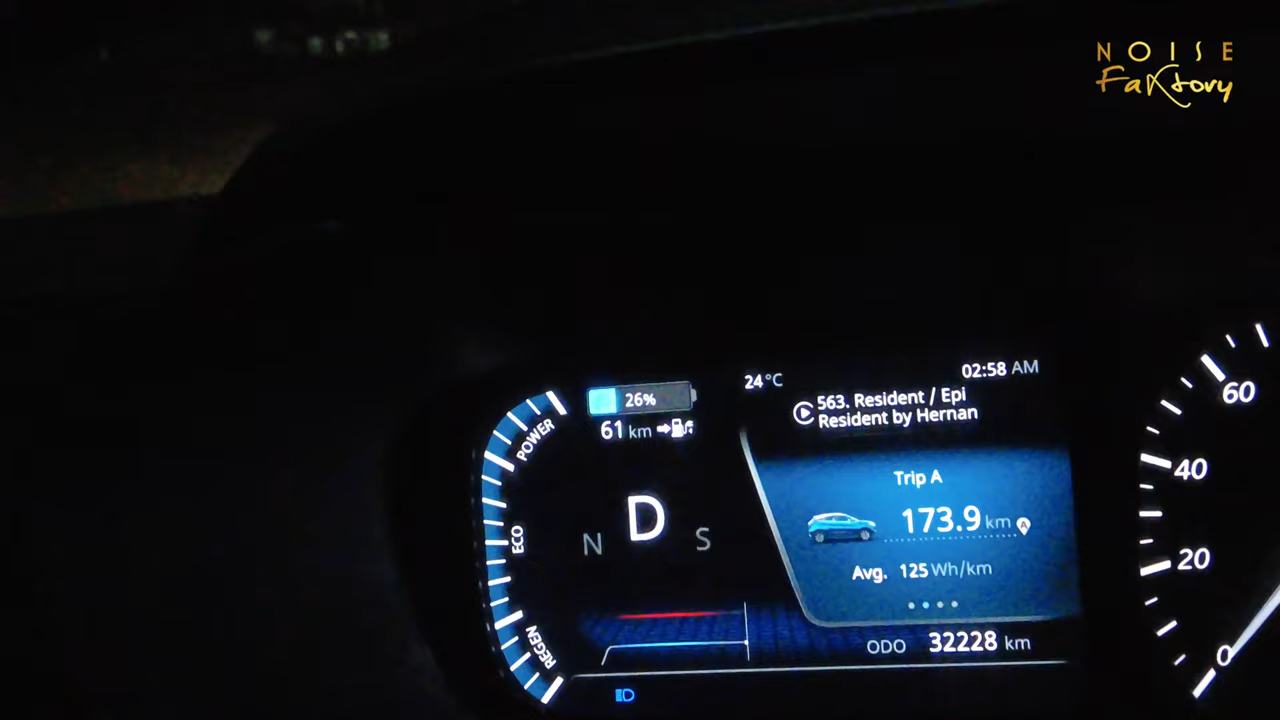 NOISE
FaKtory
24°C
02:58 AM
26%
563. Resident / Epi
Resident by Hernan
61 km
POWER
Trip A
60
40
173.9 km A
N D S
ECO
20
Avg. 125 Wh/km
REGEN
ODO 32228 km
0